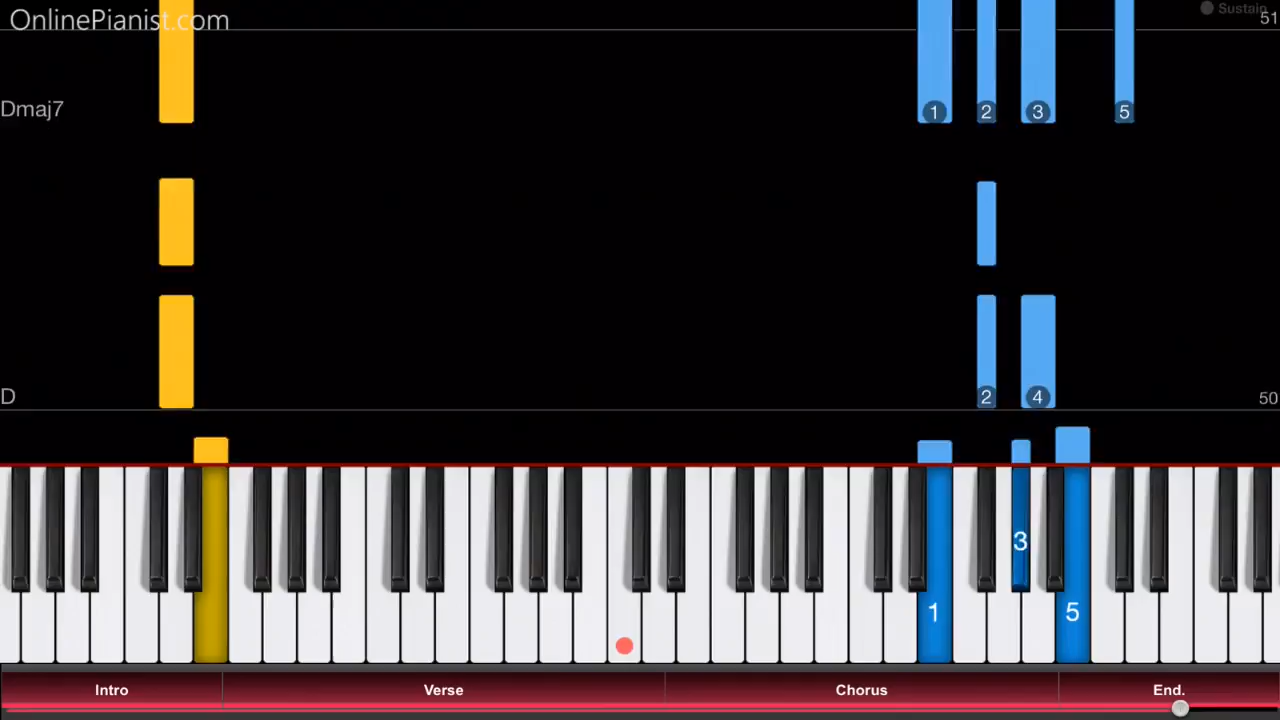 OnlinePianist.com
Sustain
51
Dmaj7
1 2 3 5
2 4
D
50
3
1 5
Intro Verse Chorus End.